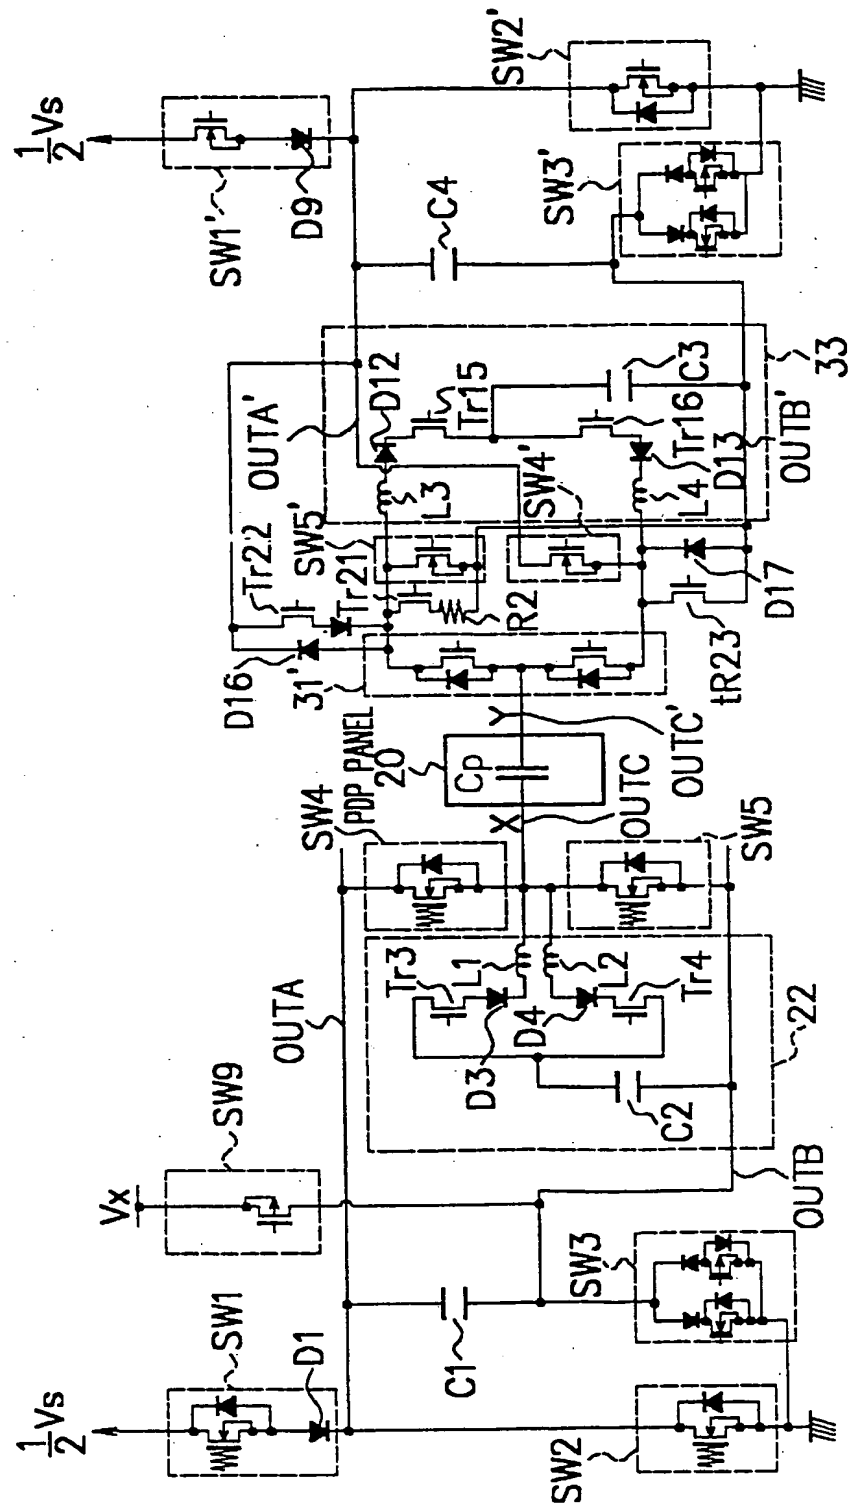 1/2 Vs
SW1
D1
Vx
SW9
OUTA
C1
SW2
SW3
OUTB
22
C2
D3
Tr3
L1
D4
L2
Tr4
SW4
SW5
PDP PANEL
20
Cp
OUTC
OUTC'
31'
D16
Tr22
Tr21
R2
tR23
D17
SW5'
SW4'
L3
L4
OUTA'
D12
Tr15
Tr16
D13
OUTB'
C3
33
C4
1/2 Vs
SW1'
D9
SW2'
SW3'